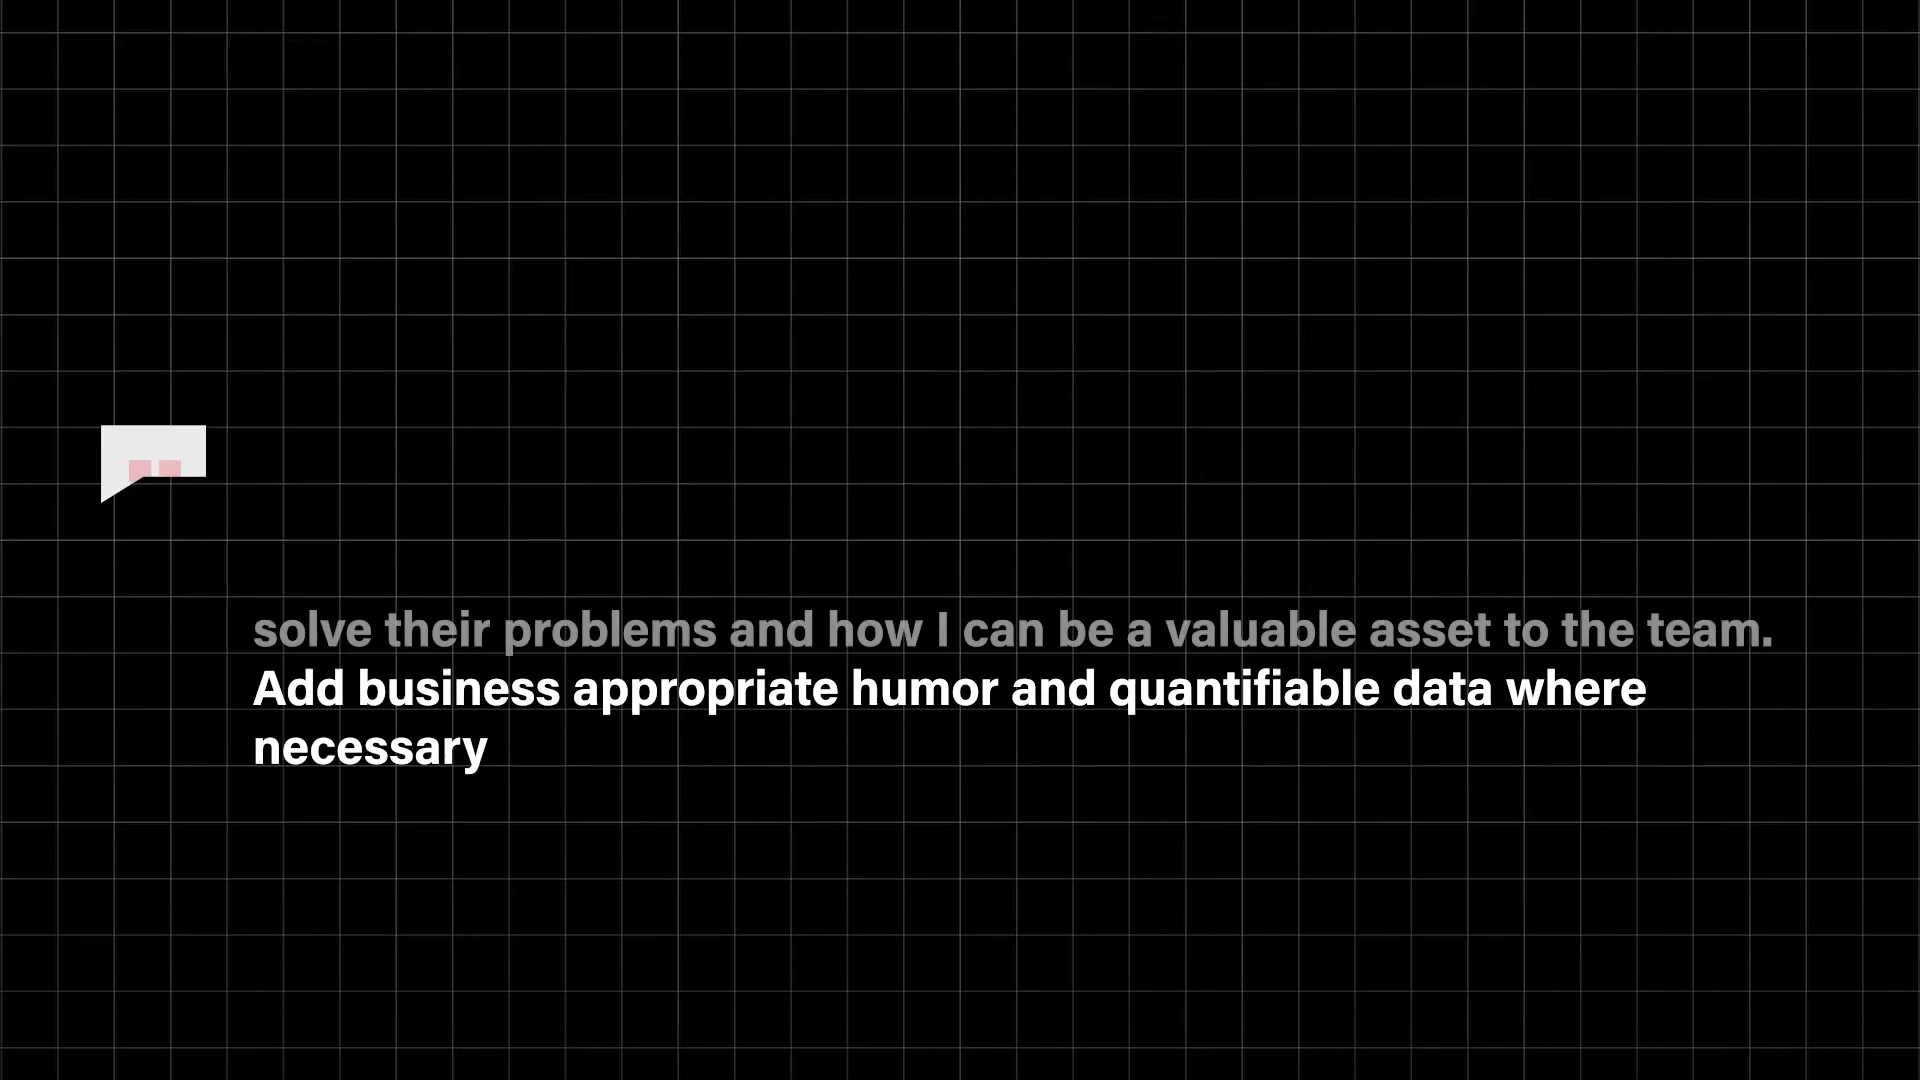 solve their problems and how I can be a valuable asset to the team.
Add business appropriate humor and quantifiable data where
necessary